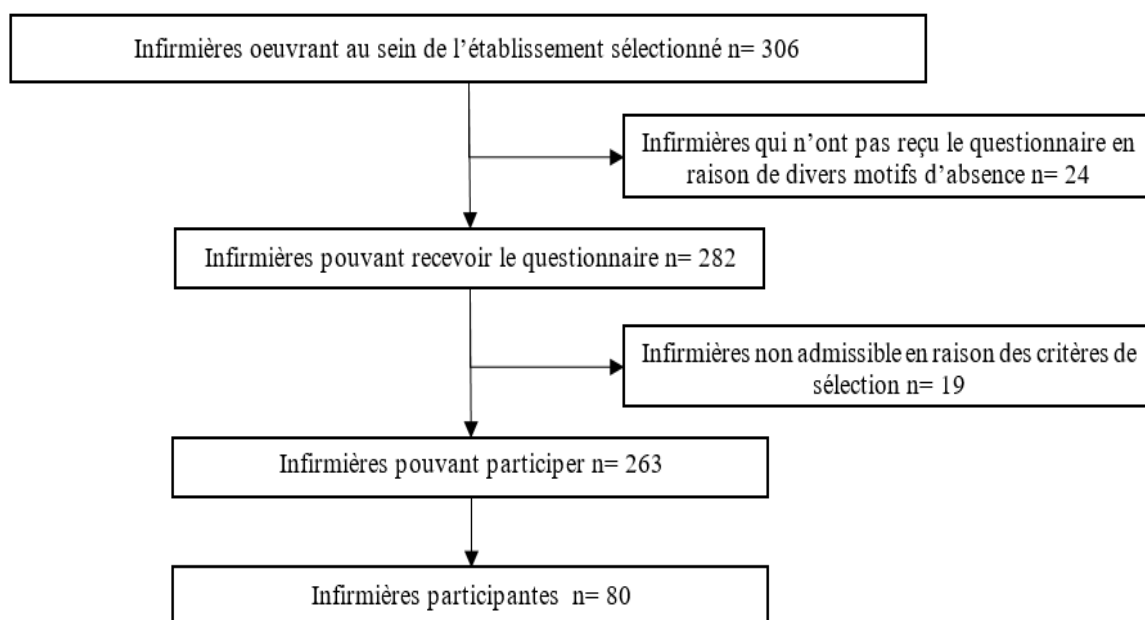 Infirmières oeuvrant au sein de l'établissement sélectionné n= 306
Infirmières qui n'ont pas reçu le questionnaire en
raison de divers motifs d'absence n= 24
Infirmières pouvant recevoir le questionnaire n= 282
Infirmières non admissible en raison des critères de
sélection n= 19
Infirmières pouvant participer n= 263
Infirmières participantes n= 80